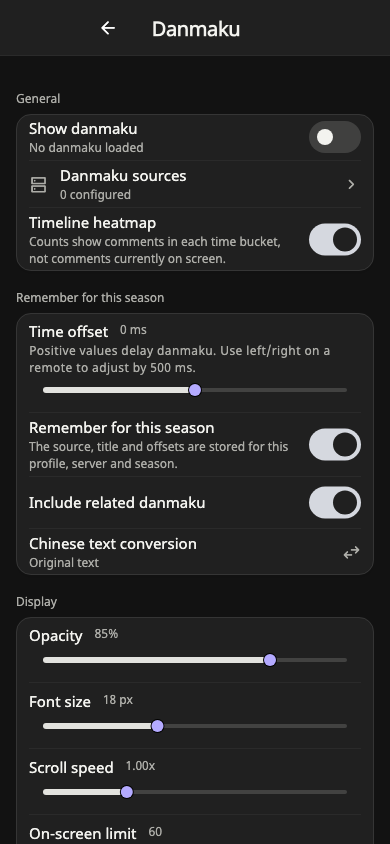 Danmaku
General
Show danmaku
No danmaku loaded
Danmaku sources
0 configured
Timeline heatmap
Counts show comments in each time bucket,
not comments currently on screen.
Remember for this season
Time offset 0 ms
Positive values delay danmaku. Use left/right on a
remote to adjust by 500 ms.
Remember for this season
The source, title and offsets are stored for this
profile, server and season.
Include related danmaku
Chinese text conversion
Original text
Display
Opacity 85%
Font size 18 px
Scroll speed 1.00x
On-screen limit 60